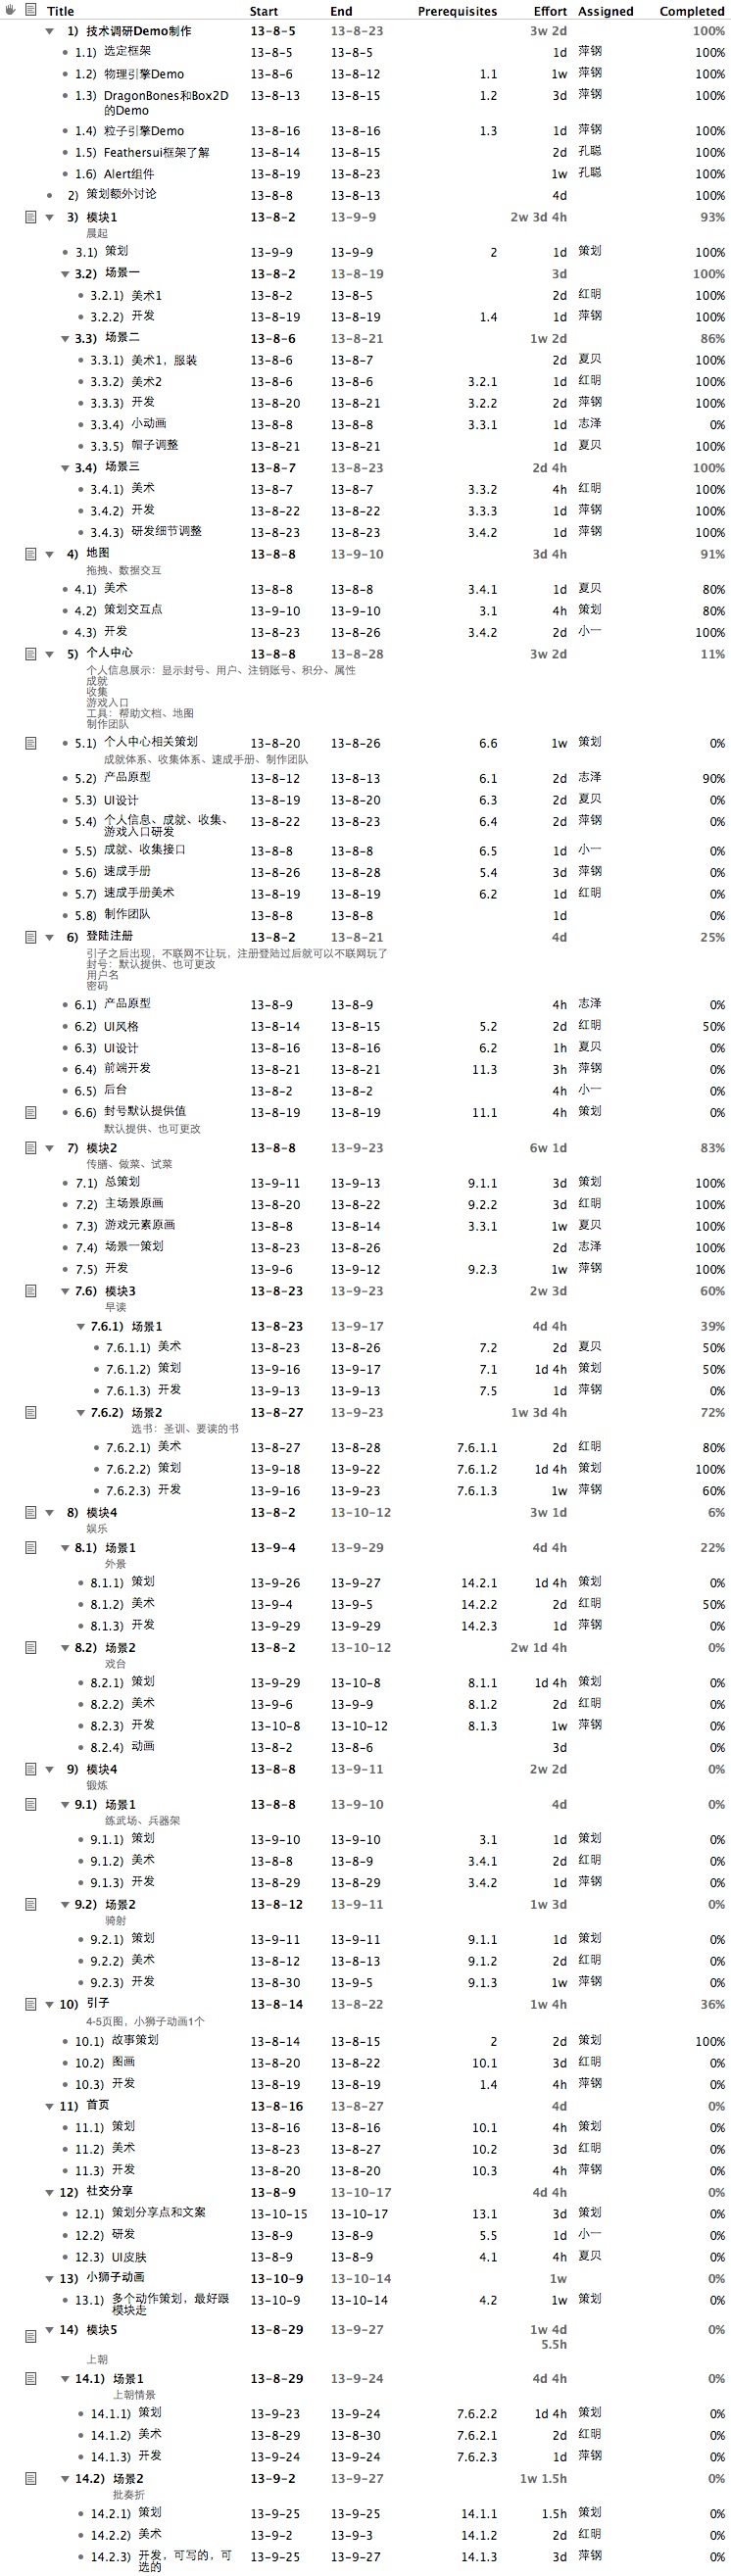 Title Start End Prerequisites Effort Assigned Completed
1) 技术调研Demo制作 13-8-5 13-8-23 3w 2d 100%
1.1) 选定框架 13-8-5 13-8-5 1d 萍钢 100%
1.2) 物理引擎Demo 13-8-6 13-8-12 1.1 1w 萍钢 100%
1.3) DragonBones和Box2D 13-8-13 13-8-15 1.2 3d 萍钢 100%
的Demo
1.4) 粒子引擎Demo 13-8-16 13-8-16 1.3 1d 萍钢 100%
1.5) Feathersui框架了解 13-8-14 13-8-15 2d 孔聪 100%
1.6) Alert组件 13-8-19 13-8-23 1w 孔聪 100%
2) 策划额外讨论 13-8-8 13-8-13 4d 100%
3) 模块1 13-8-2 13-9-9 2w 3d 4h 93%
晨起
3.1) 策划 13-9-9 13-9-9 2 1d 策划 100%
3.2) 场景一 13-8-2 13-8-19 3d 100%
3.2.1) 美术1 13-8-2 13-8-5 2d 红明 100%
3.2.2) 开发 13-8-19 13-8-19 1.4 1d 萍钢 100%
3.3) 场景二 13-8-6 13-8-21 1w 2d 86%
3.3.1) 美术1，服装 13-8-6 13-8-7 2d 夏贝 100%
3.3.2) 美术2 13-8-6 13-8-6 3.2.1 1d 红明 100%
3.3.3) 开发 13-8-20 13-8-21 3.2.2 2d 萍钢 100%
3.3.4) 小动画 13-8-8 13-8-8 3.3.1 1d 志泽 0%
3.3.5) 帽子调整 13-8-21 13-8-21 1d 夏贝 100%
3.4) 场景三 13-8-7 13-8-23 2d 4h 100%
3.4.1) 美术 13-8-7 13-8-7 3.3.2 4h 红明 100%
3.4.2) 开发 13-8-22 13-8-22 3.3.3 1d 萍钢 100%
3.4.3) 研发细节调整 13-8-23 13-8-23 3.4.2 1d 萍钢 100%
4) 地图 13-8-8 13-9-10 3d 4h 91%
拖拽、数据交互
4.1) 美术 13-8-8 13-8-8 3.4.1 1d 夏贝 80%
4.2) 策划交互点 13-9-10 13-9-10 3.1 4h 策划 80%
4.3) 开发 13-8-23 13-8-26 3.4.2 2d 小一 100%
5) 个人中心 13-8-8 13-8-28 3w 2d 11%
个人信息展示：显示封号、用户、注销账号、积分、属性
成就
收集
游戏入口
工具：帮助文档、地图
制作团队
5.1) 个人中心相关策划 13-8-20 13-8-26 6.6 1w 策划 0%
成就体系、收集体系、速成手册、制作团队
5.2) 产品原型 13-8-12 13-8-13 6.1 2d 志泽 90%
5.3) UI设计 13-8-19 13-8-20 6.3 2d 夏贝 0%
5.4) 个人信息、成就、收集、 13-8-22 13-8-23 6.4 2d 萍钢 0%
游戏入口研发
5.5) 成就、收集接口 13-8-8 13-8-8 6.5 1d 小一 0%
5.6) 速成手册 13-8-26 13-8-28 5.4 3d 萍钢 0%
5.7) 速成手册美术 13-8-19 13-8-19 6.2 1d 红明 0%
5.8) 制作团队 13-8-8 13-8-8 1d 0%
6) 登陆注册 13-8-2 13-8-21 4d 25%
引子之后出现，不联网不让玩，注册登陆过后就可以不联网玩了
封号：默认提供、也可更改
用户名
密码
6.1) 产品原型 13-8-9 13-8-9 4h 志泽 0%
6.2) UI风格 13-8-14 13-8-15 5.2 2d 红明 50%
6.3) UI设计 13-8-16 13-8-16 6.2 1h 夏贝 0%
6.4) 前端开发 13-8-21 13-8-21 11.3 3h 萍钢 0%
6.5) 后台 13-8-2 13-8-2 4h 小一 0%
6.6) 封号默认提供值 13-8-19 13-8-19 11.1 4h 策划 0%
默认提供、也可更改
7) 模块2 13-8-8 13-9-23 6w 1d 83%
传膳、做菜、试菜
7.1) 总策划 13-9-11 13-9-13 9.1.1 3d 策划 100%
7.2) 主场景原画 13-8-20 13-8-22 9.2.2 3d 红明 100%
7.3) 游戏元素原画 13-8-8 13-8-14 3.3.1 1w 夏贝 100%
7.4) 场景一策划 13-8-23 13-8-26 2d 志泽 100%
7.5) 开发 13-9-6 13-9-12 9.2.3 1w 萍钢 100%
7.6) 模块3 13-8-23 13-9-23 2w 3d 60%
早读
7.6.1) 场景1 13-8-23 13-9-17 4d 4h 39%
7.6.1.1) 美术 13-8-23 13-8-26 7.2 2d 夏贝 50%
7.6.1.2) 策划 13-9-16 13-9-17 7.1 1d 4h 策划 50%
7.6.1.3) 开发 13-9-13 13-9-13 7.5 1d 萍钢 0%
7.6.2) 场景2 13-8-27 13-9-23 1w 3d 4h 72%
选书：圣训、要读的书
7.6.2.1) 美术 13-8-27 13-8-28 7.6.1.1 2d 红明 80%
7.6.2.2) 策划 13-9-18 13-9-22 7.6.1.2 1d 4h 策划 100%
7.6.2.3) 开发 13-9-16 13-9-23 7.6.1.3 1w 萍钢 60%
8) 模块4 13-8-2 13-10-12 3w 1d 6%
娱乐
8.1) 场景1 13-9-4 13-9-29 4d 4h 22%
外景
8.1.1) 策划 13-9-26 13-9-27 14.2.1 1d 4h 策划 0%
8.1.2) 美术 13-9-4 13-9-5 14.2.2 2d 红明 50%
8.1.3) 开发 13-9-29 13-9-29 14.2.3 1d 萍钢 0%
8.2) 场景2 13-8-2 13-10-12 2w 1d 4h 0%
戏台
8.2.1) 策划 13-9-29 13-10-8 8.1.1 1d 4h 策划 0%
8.2.2) 美术 13-9-6 13-9-9 8.1.2 2d 红明 0%
8.2.3) 开发 13-10-8 13-10-12 8.1.3 1w 萍钢 0%
8.2.4) 动画 13-8-2 13-8-6 3d 0%
9) 模块4 13-8-8 13-9-11 2w 2d 0%
锻炼
9.1) 场景1 13-8-8 13-9-10 4d 0%
练武场、兵器架
9.1.1) 策划 13-9-10 13-9-10 3.1 1d 策划 0%
9.1.2) 美术 13-8-8 13-8-9 3.4.1 2d 红明 0%
9.1.3) 开发 13-8-29 13-8-29 3.4.2 1d 萍钢 0%
9.2) 场景2 13-8-12 13-9-11 1w 3d 0%
骑射
9.2.1) 策划 13-9-11 13-9-11 9.1.1 1d 策划 0%
9.2.2) 美术 13-8-12 13-8-13 9.1.2 2d 红明 0%
9.2.3) 开发 13-8-30 13-9-5 9.1.3 1w 萍钢 0%
10) 引子 13-8-14 13-8-22 1w 4h 36%
4-5页图，小狮子动画1个
10.1) 故事策划 13-8-14 13-8-15 2 2d 策划 100%
10.2) 图画 13-8-20 13-8-22 10.1 3d 红明 0%
10.3) 开发 13-8-19 13-8-19 1.4 4h 萍钢 0%
11) 首页 13-8-16 13-8-27 4d 0%
11.1) 策划 13-8-16 13-8-16 10.1 4h 策划 0%
11.2) 美术 13-8-23 13-8-27 10.2 3d 红明 0%
11.3) 开发 13-8-20 13-8-20 10.3 4h 萍钢 0%
12) 社交分享 13-8-9 13-10-17 4d 4h 0%
12.1) 策划分享点和文案 13-10-15 13-10-17 13.1 3d 策划 0%
12.2) 研发 13-8-9 13-8-9 5.5 1d 小一 0%
12.3) UI皮肤 13-8-9 13-8-9 4.1 4h 夏贝 0%
13) 小狮子动画 13-10-9 13-10-14 1w 0%
13.1) 多个动作策划，最好跟 13-10-9 13-10-14 4.2 1w 策划 0%
模块走
14) 模块5 13-8-29 13-9-27 1w 4d 0%
5.5h
上朝
14.1) 场景1 13-8-29 13-9-24 4d 4h 0%
上朝情景
14.1.1) 策划 13-9-23 13-9-24 7.6.2.2 1d 4h 策划 0%
14.1.2) 美术 13-8-29 13-8-30 7.6.2.1 2d 红明 0%
14.1.3) 开发 13-9-24 13-9-24 7.6.2.3 1d 萍钢 0%
14.2) 场景2 13-9-2 13-9-27 1w 1.5h 0%
批奏折
14.2.1) 策划 13-9-25 13-9-25 14.1.1 1.5h 策划 0%
14.2.2) 美术 13-9-2 13-9-3 14.1.2 2d 红明 0%
14.2.3) 开发，可写的，可 13-9-25 13-9-27 14.1.3 3d 萍钢 0%
选的